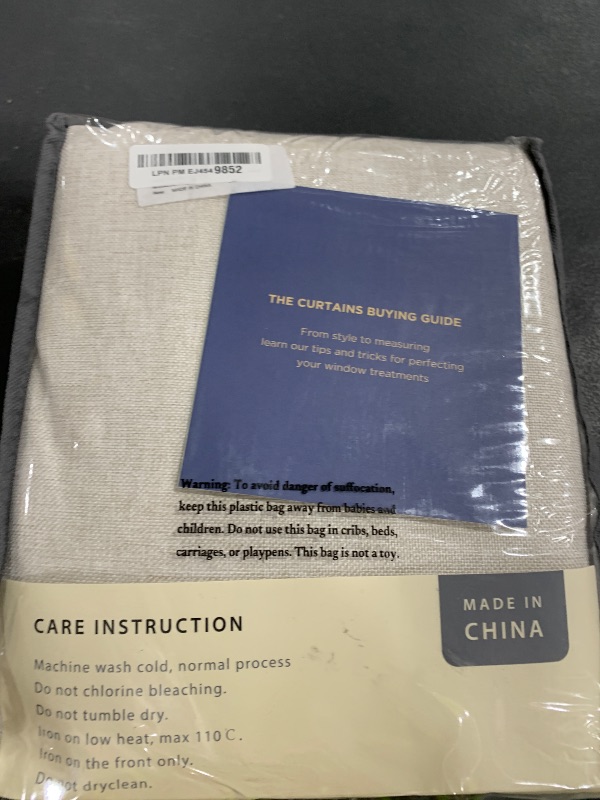 LPN PM EJ4549852
MADE IN CHINA
THE CURTAINS BUYING GUIDE
From style to measuring
learn our tips and tricks for perfecting
your window treatments
Warning: To avoid danger of suffocation,
keep this plastic bag away from babies and
children. Do not use this bag in cribs, beds,
carriages, or playpens. This bag is not a toy.
MADE IN
CHINA
CARE INSTRUCTION
Machine wash cold, normal process
Do not chlorine bleaching.
Do not tumble dry.
Iron on low heat, max 110℃.
Iron on the front only.
Do not dryclean.